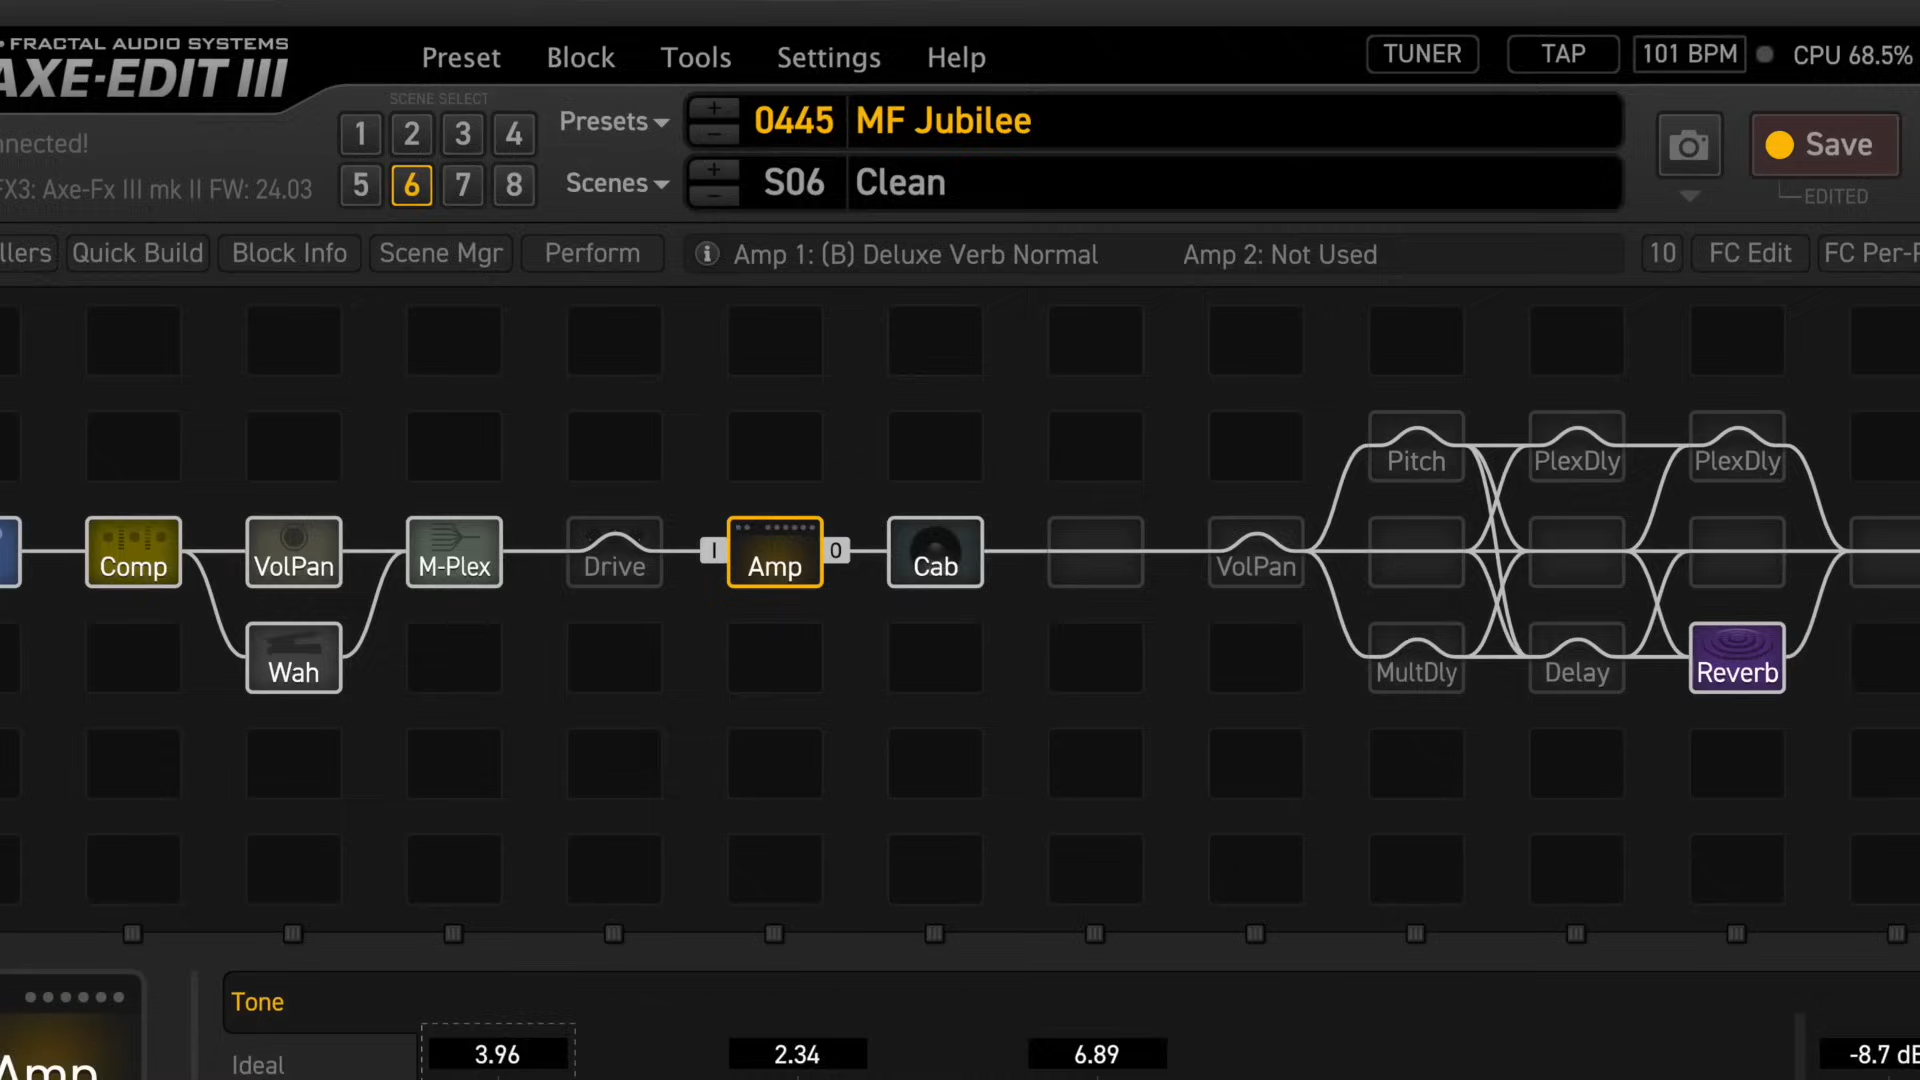 FRACTAL AUDIO SYSTEMS
AXE-EDIT III
Preset Block Tools Settings Help
TUNER TAP 101 BPM CPU 68.5%
SCENE SELECT
1 2 3 4
5 6 7 8
Presets + - 0445 MF Jubilee
Scenes + - S06 Clean
Save
EDITED
nnected!
FX3: Axe-Fx III mk II FW: 24.03
llers Quick Build Block Info Scene Mgr Perform
Amp 1: (B) Deluxe Verb Normal Amp 2: Not Used
10 FC Edit FC Per-P
Pitch PlexDly PlexDly
Comp VolPan M-Plex Drive I Amp O Cab VolPan
Wah MultDly Delay Reverb
Amp
Tone
Ideal
3.96 2.34 6.89 -8.7 dB